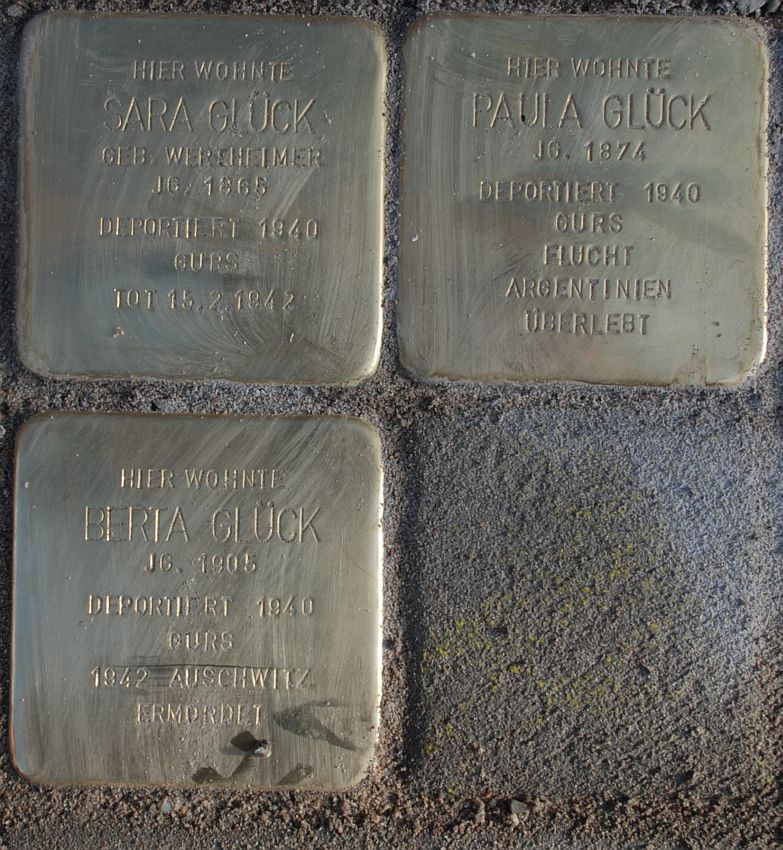 HIER WOHNTE
SARA GLÜCK
GEB. WERTHEIMER
JG. 1865
DEPORTIERT 1940
GURS
TOT 15.2.1942
HIER WOHNTE
PAULA GLÜCK
JG. 1874
DEPORTIERT 1940
GURS
FLUCHT
ARGENTINIEN
ÜBERLEBT
HIER WOHNTE
BERTA GLÜCK
JG. 1905
DEPORTIERT 1940
GURS
1942 AUSCHWITZ
ERMORDET